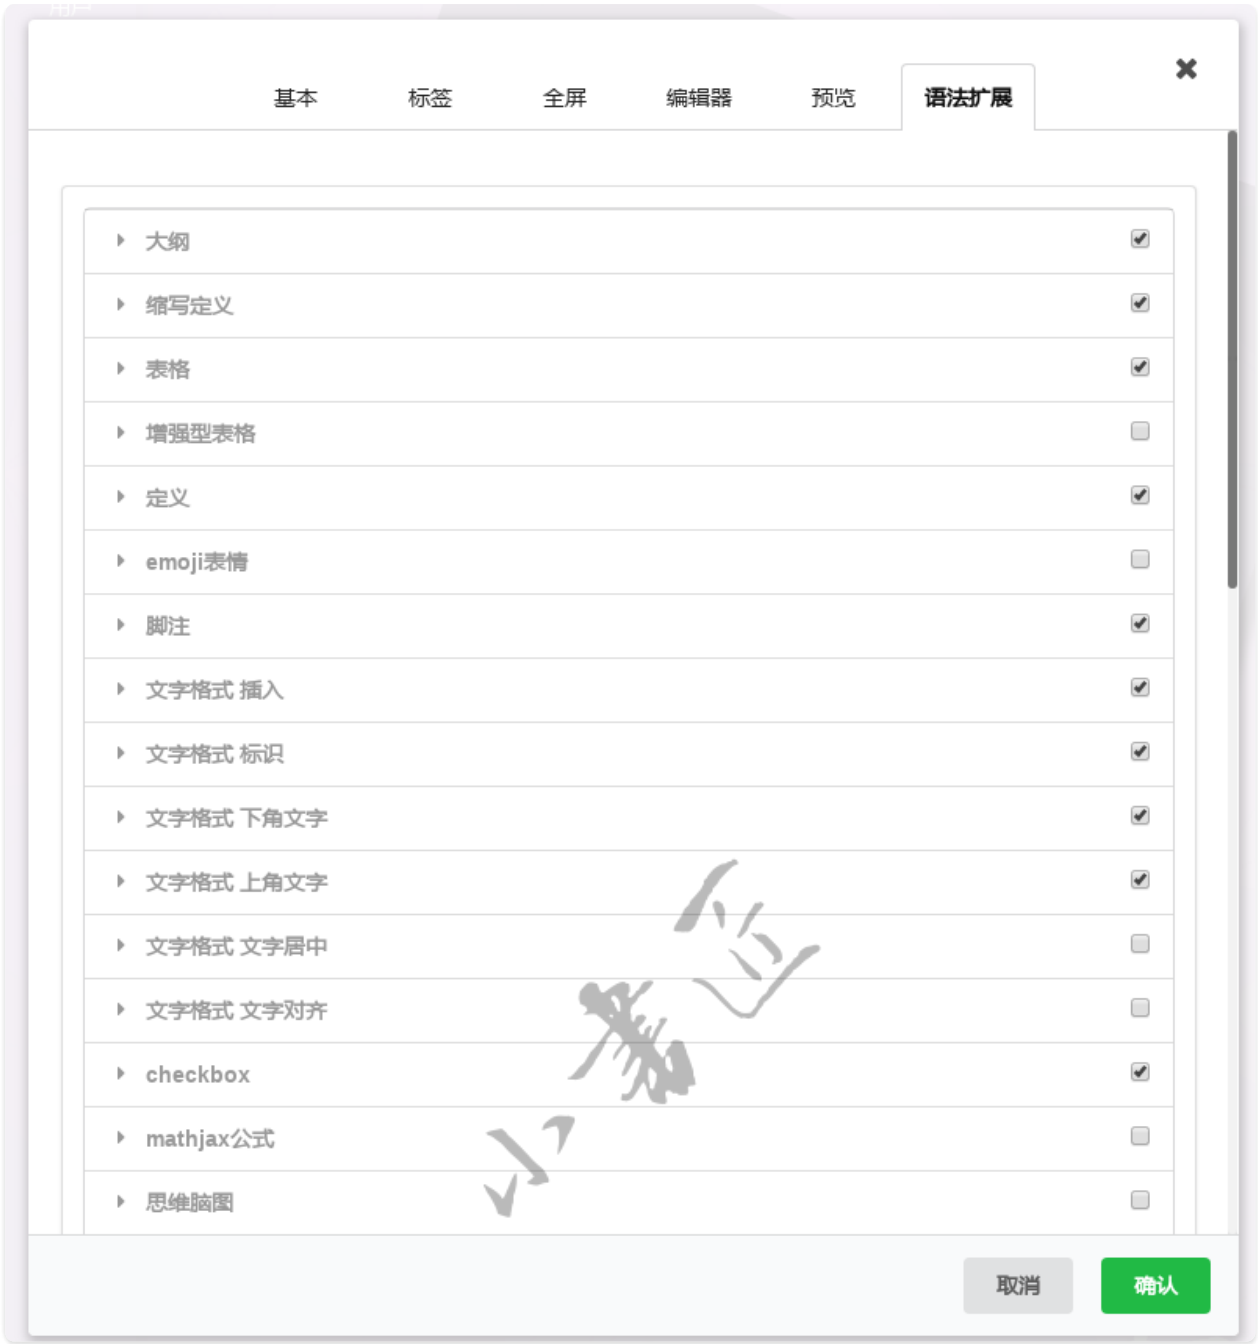 用户
基本 标签 全屏 编辑器 预览 语法扩展
大纲
缩写定义
表格
增强型表格
定义
emoji表情
脚注
文字格式 插入
文字格式 标识
文字格式 下角文字
文字格式 上角文字
文字格式 文字居中
文字格式 文字对齐
checkbox
mathjax公式
思维脑图
小书匠
取消 确认